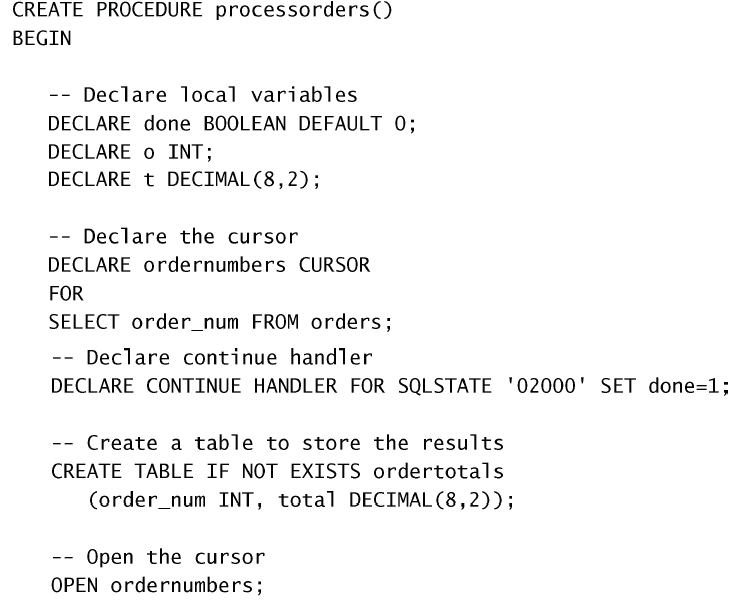 CREATE PROCEDURE processorders()
BEGIN
-- Declare local variables
DECLARE done BOOLEAN DEFAULT 0;
DECLARE o INT;
DECLARE t DECIMAL(8,2);
-- Declare the cursor
DECLARE ordernumbers CURSOR
FOR
SELECT order_num FROM orders;
-- Declare continue handler
DECLARE CONTINUE HANDLER FOR SQLSTATE '02000' SET done=1;
-- Create a table to store the results
CREATE TABLE IF NOT EXISTS ordertotals
(order_num INT, total DECIMAL(8,2));
-- Open the cursor
OPEN ordernumbers;